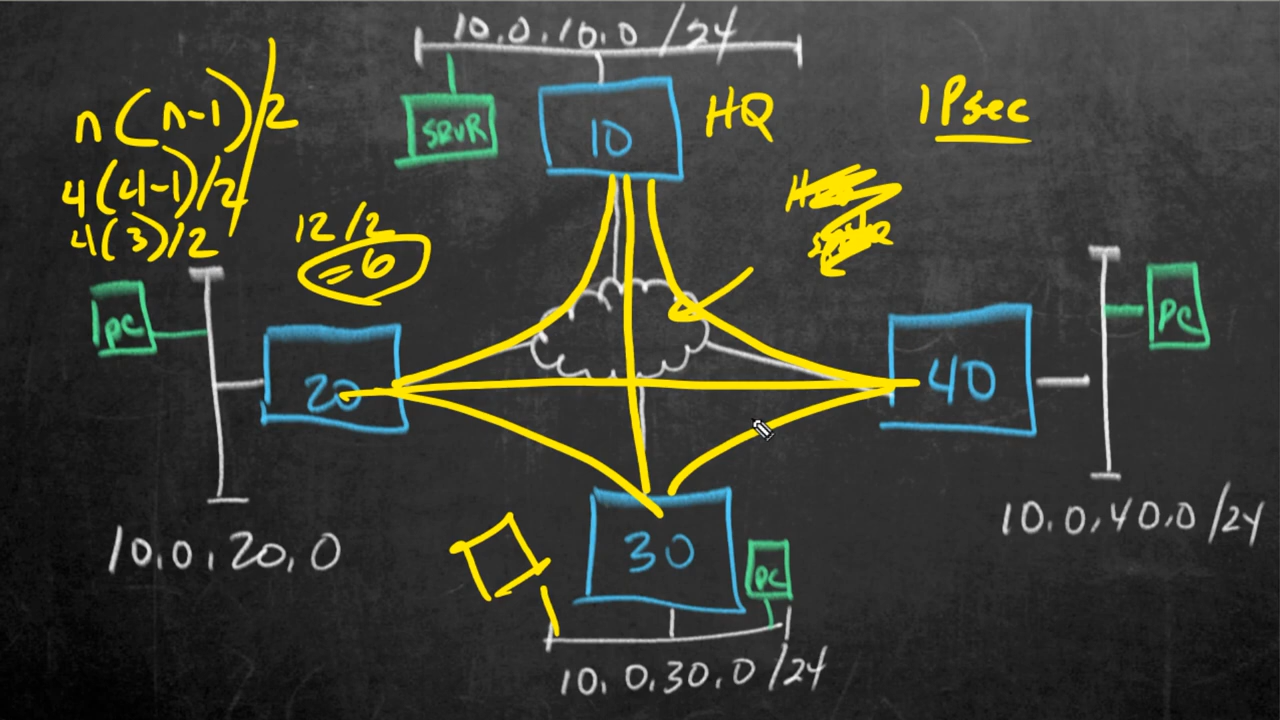 10.0.10.0 /24
n(n-1)/2
SRVR
10
HQ
IPsec
4(4-1)/2
4(3)/2
12/2
=6
PC
20
40
PC
10.0.20.0
30
PC
10.0.40.0/24
10.0.30.0/24